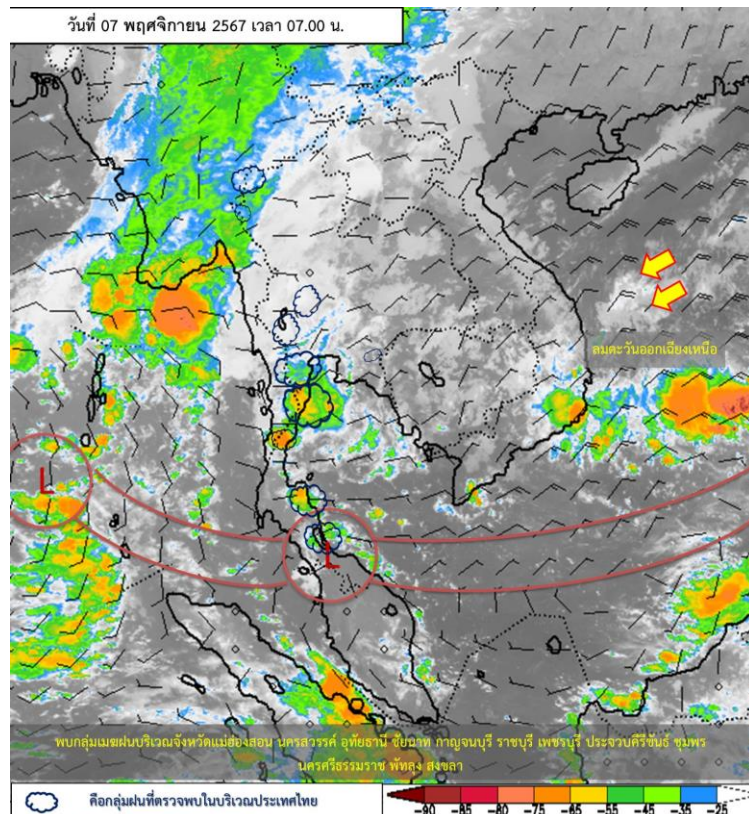 วันที่ 07 พฤศจิกายน 2567 เวลา 07.00 น.
ลมตะวันออกเฉียงเหนือ
L
L
พบกลุ่มเมฆฝนบริเวณจังหวัดแม่ฮ่องสอน นครสวรรค์ อุทัยธานี ชัยนาท กาญจนบุรี ราชบุรี เพชรบุรี ประจวบคีรีขันธ์ ชุมพร
นครศรีธรรมราช พัทลุง สงขลา
คือกลุ่มฝนที่ตรวจพบในบริเวณประเทศไทย
-90 -85 -80 -75 -65 -55 -45 -35 -25